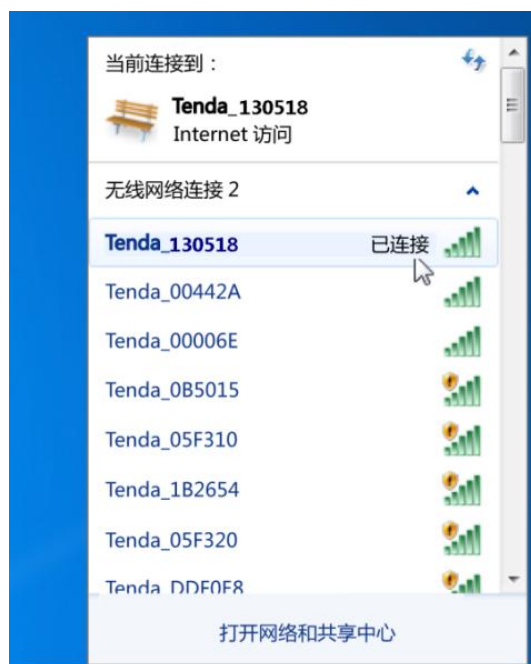 当前连接到：
Tenda_130518
Internet 访问
无线网络连接 2
Tenda_130518 已连接
Tenda_00442A
Tenda_00006E
Tenda_0B5015
Tenda_05F310
Tenda_1B2654
Tenda_05F320
Tenda_DDF0F8
打开网络和共享中心